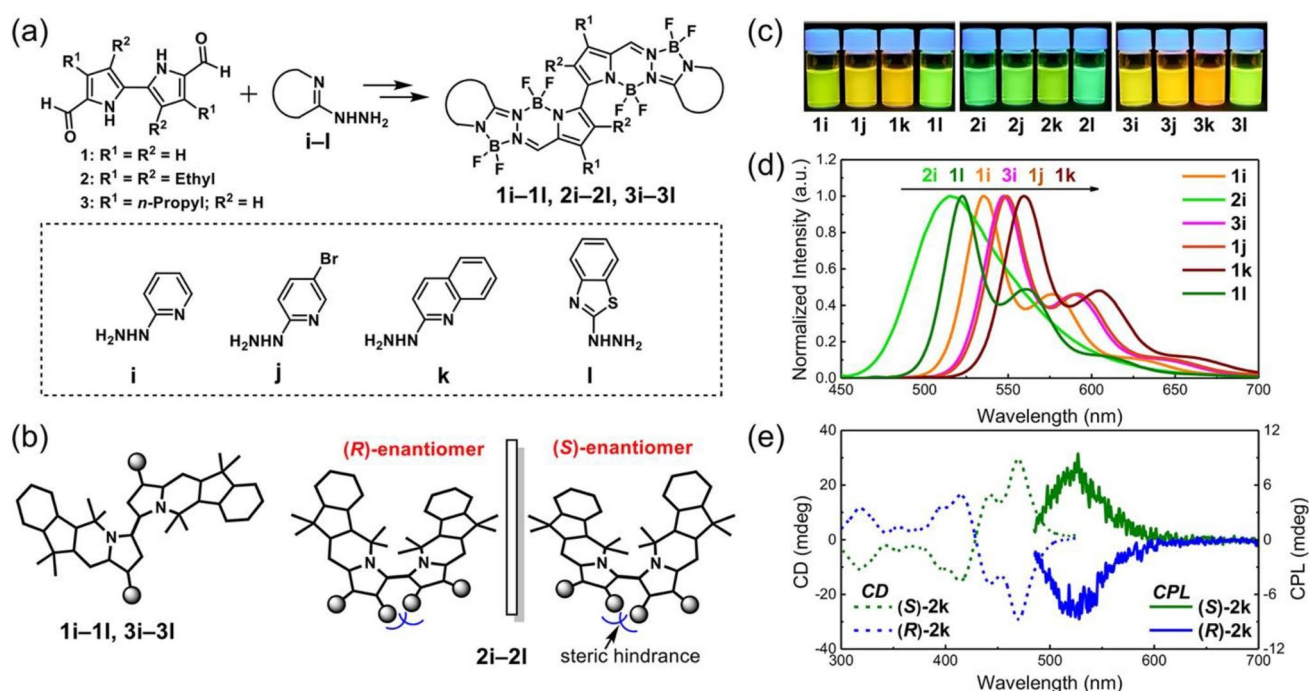 (a)
R¹
R²
H
N
O
H
O
H
N
H
R²
R¹
1: R¹ = R² = H
2: R¹ = R² = Ethyl
3: R¹ = n-Propyl; R² = H
+
N
NHNH₂
i–l
R¹
R²
F
F
B
N
N
N
N
B
F
F
F
F
B
N
N
N
N
B
F
F
R²
R¹
1i–1l, 2i–2l, 3i–3l
H₂NHN
N
i
Br
H₂NHN
N
j
H₂NHN
N
k
N
S
NHNH₂
l
(b)
N
N
1i–1l, 3i–3l
(R)-enantiomer
(S)-enantiomer
N
N
N
N
2i–2l
steric hindrance
(c)
1i 1j 1k 1l
2i 2j 2k 2l
3i 3j 3k 3l
(d)
Normalized Intensity (a.u.)
1.2
1.0
0.8
0.6
0.4
0.2
0.0
2i 1l 1i 3i 1j 1k
1i
2i
3i
1j
1k
1l
450 500 550 600 650 700
Wavelength (nm)
(e)
CD (mdeg)
40
20
0
-20
-40
CD
(S)-2k
(R)-2k
CPL
(S)-2k
(R)-2k
12
6
0
-6
-12
CPL (mdeg)
300 400 500 600 700
Wavelength (nm)